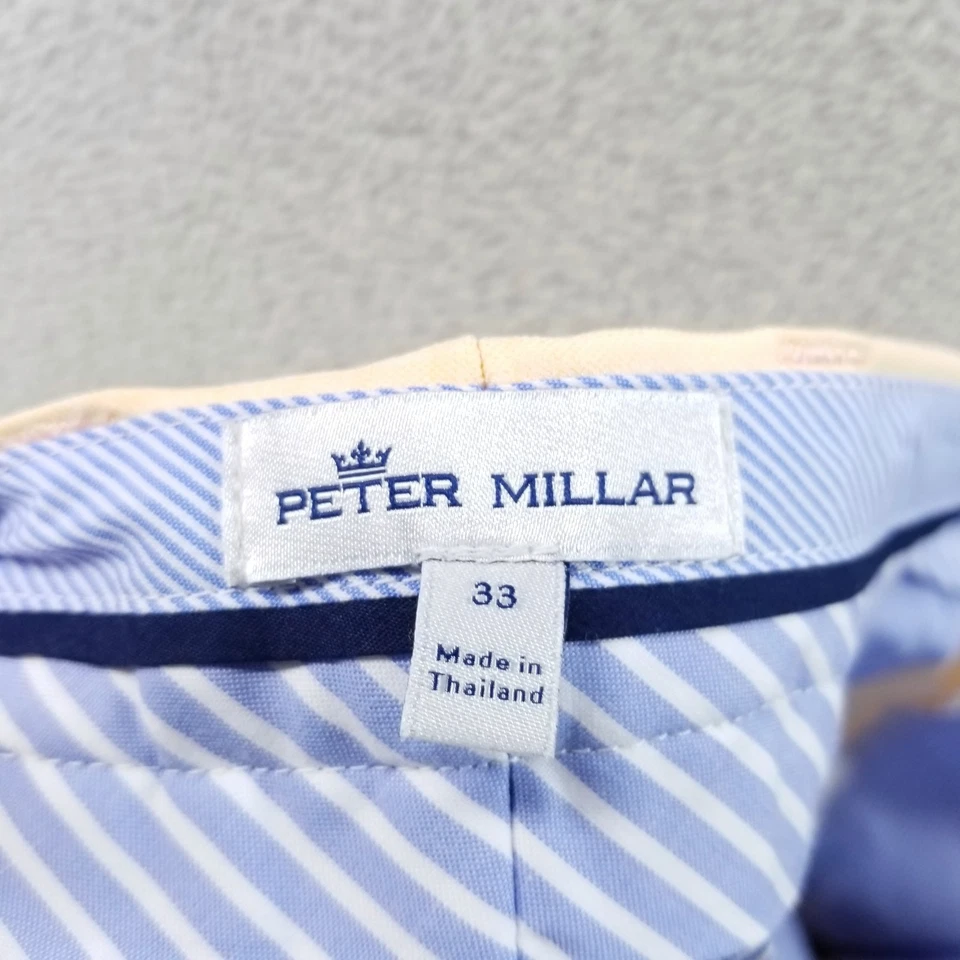 PETER MILLAR
33
Made in
Thailand